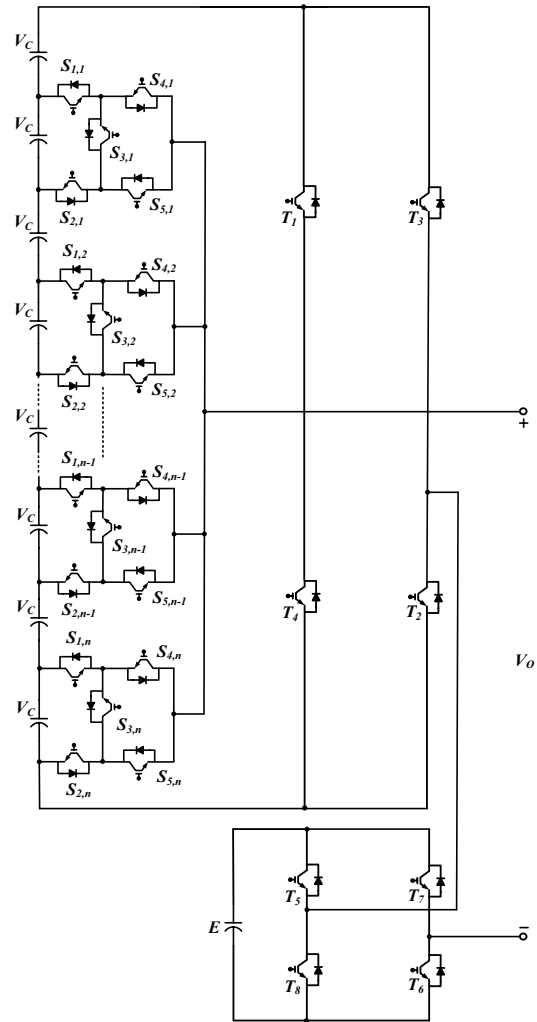 V_C
S_{1,1}
S_{4,1}
V_C
S_{3,1}
S_{2,1}
S_{5,1}
T_1
T_3
V_C
S_{1,2}
S_{4,2}
V_C
S_{3,2}
S_{2,2}
S_{5,2}
+
V_C
S_{1,n-1}
S_{4,n-1}
V_C
S_{3,n-1}
S_{2,n-1}
S_{5,n-1}
T_4
T_2
V_C
S_{1,n}
S_{4,n}
V_O
V_C
S_{3,n}
S_{2,n}
S_{5,n}
T_5
T_7
E
−
T_8
T_6